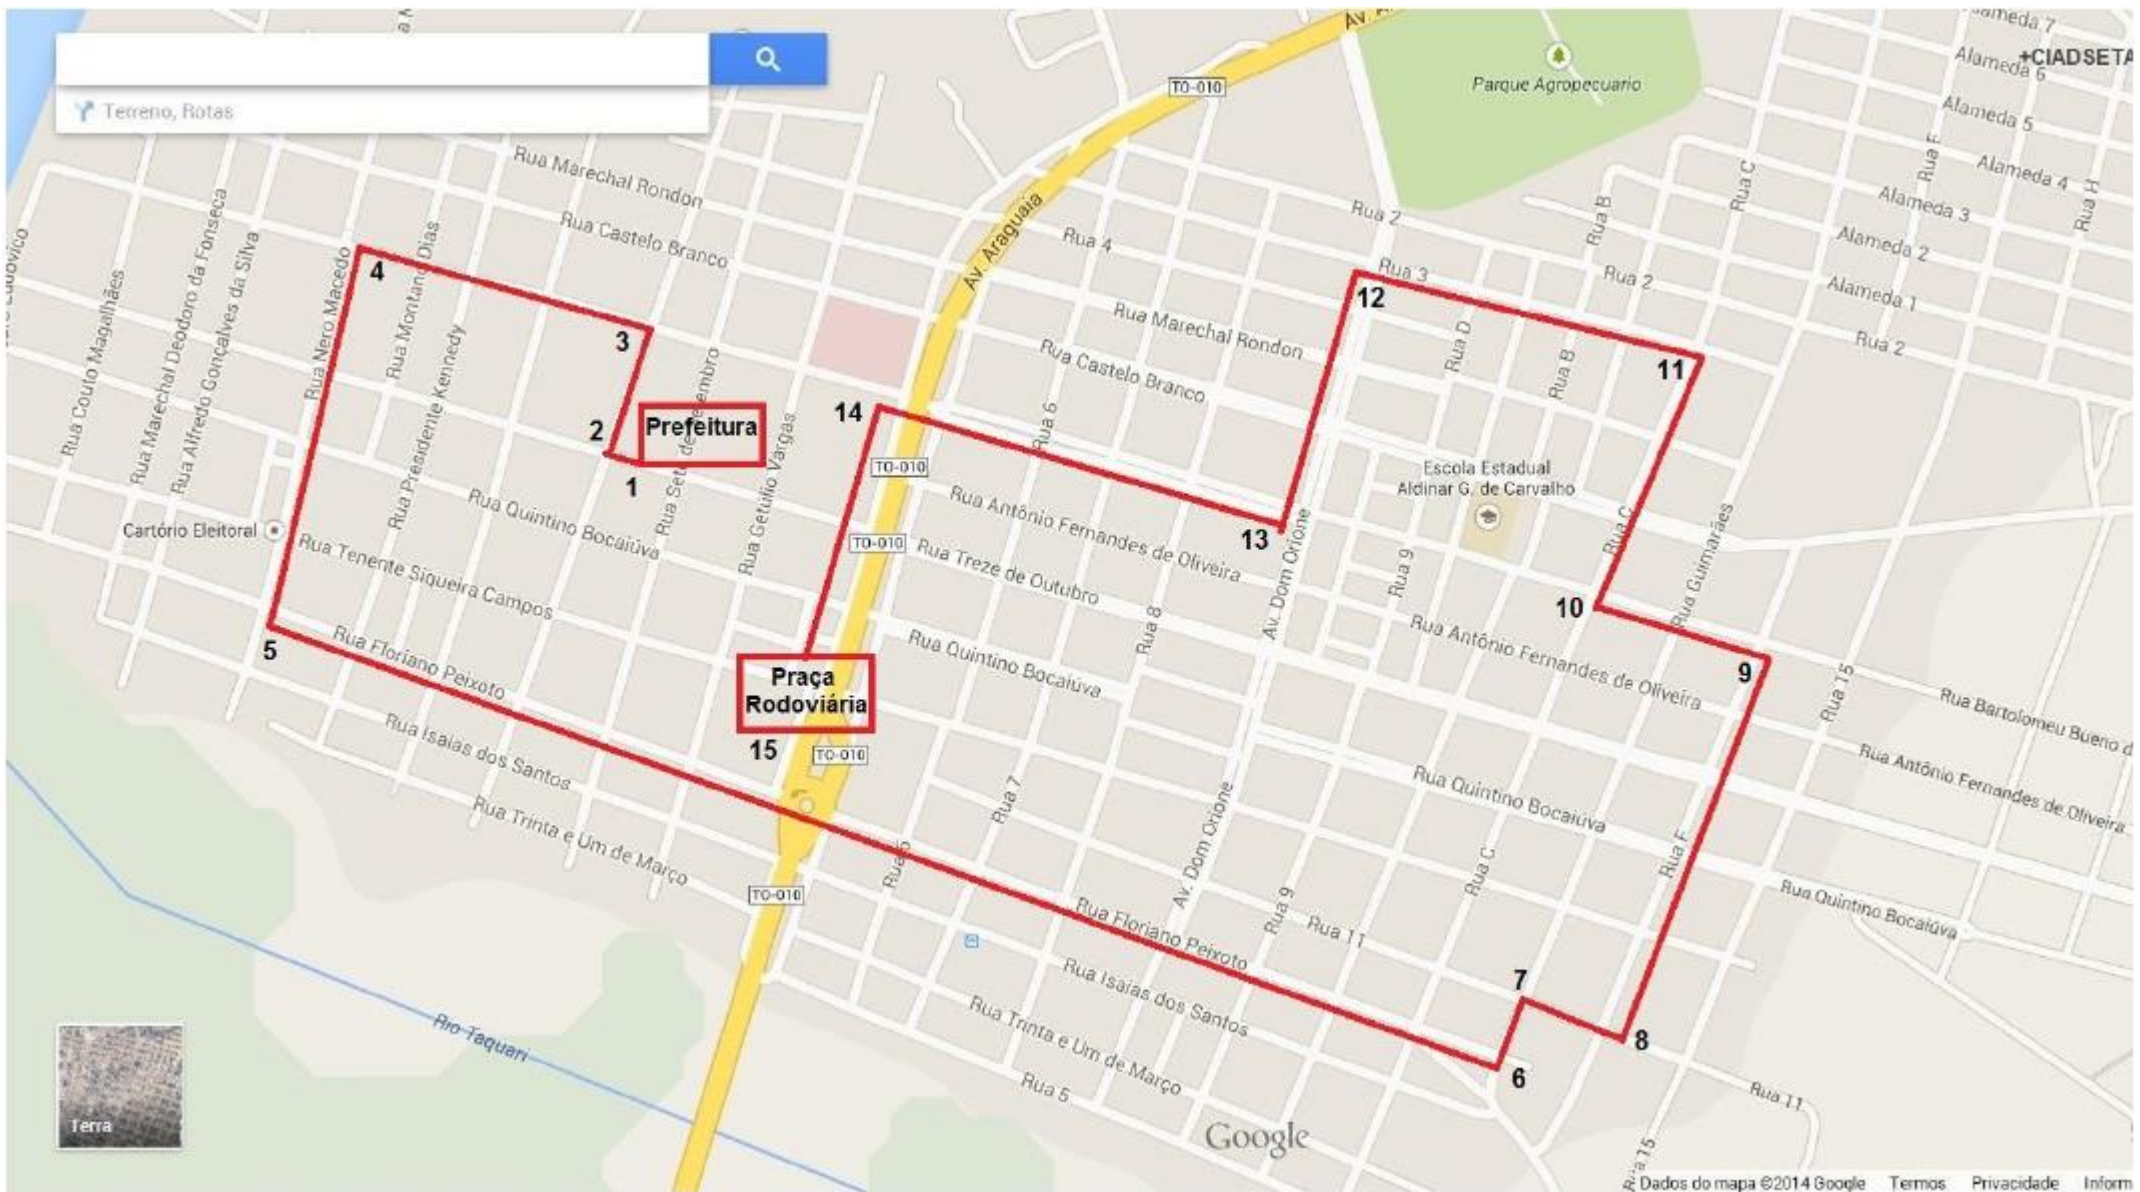 Av. A
Alameda 7
+CIADSETA
Alameda 6
Terreno, Rotas
TO-010
Parque Agropecuario
Alameda 5
Alameda 4
Alameda 3
Alameda 2
Alameda 1
Rua F
Rua H
Rua C
Rua B
Rua 2
Rua 2
Rua 2
Rua 3
Rua 4
Rua Marechal Rondon
Rua Castelo Branco
Av. Araguaia
Rua Marechal Rondon
Rua Castelo Branco
Rua Couto Magalhães
Rua Marechal Deodoro da Fonseca
Rua Alfredo Gonçalves da Silva
Rua Nero Macedo
Rua Montano Dias
Rua Presidente Kennedy
Rua Presidente Kennedy
4
3
2
1
Prefeitura
Rua Getúlio Vargas
14
12
11
Rua 6
Rua D
Rua B
Escola Estadual
Aldinar G. de Carvalho
TO-010
TO-010
13
10
9
Cartório Eleitoral
Rua Quintino Bocaiúva
Rua Tenente Siqueira Campos
Rua Antônio Fernandes de Oliveira
Rua Treze de Outubro
Rua 8
Av. Dom Orione
Rua 9
Rua C
Rua Guimarães
Rua Antônio Fernandes de Oliveira
Rua 15
Rua Bartolomeu Bueno d
Rua Antônio Fernandes de Oliveira
5
Rua Floriano Peixoto
Rua Quintino Bocaiúva
Praça
Rodoviária
15
TO-010
Rua Isaías dos Santos
Rua Trinta e Um de Março
Rua 7
Av. Dom Orione
Rua Quintino Bocaiúva
Rua F
Rua C
Rua Quintino Bocaiúva
TO-010
Rua 9
Rua 11
Rua Floriano Peixoto
Rua Isaías dos Santos
Rua Trinta e Um de Março
Rua 5
7
8
6
Rua 11
Rio Taquari
Terra
Google
Rua 15
Dados do mapa ©2014 Google Termos Privacidade Inform